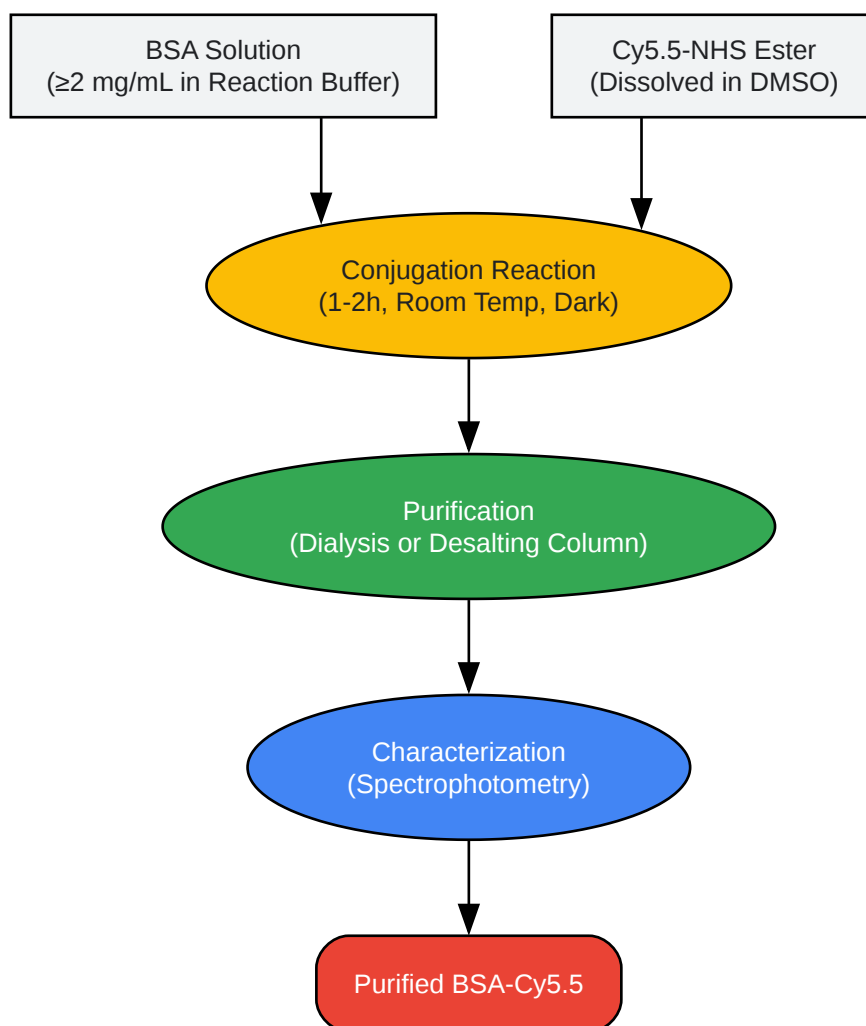 BSA Solution
(≥2 mg/mL in Reaction Buffer)
Cy5.5-NHS Ester
(Dissolved in DMSO)
Conjugation Reaction
(1-2h, Room Temp, Dark)
Purification
(Dialysis or Desalting Column)
Characterization
(Spectrophotometry)
Purified BSA-Cy5.5